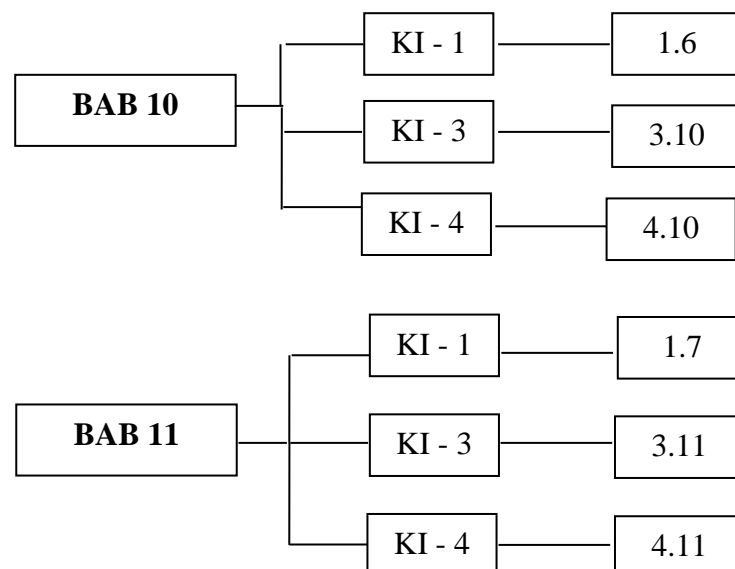 KI - 1
1.6
BAB 10
KI - 3
3.10
KI - 4
4.10
KI - 1
1.7
BAB 11
KI - 3
3.11
KI - 4
4.11